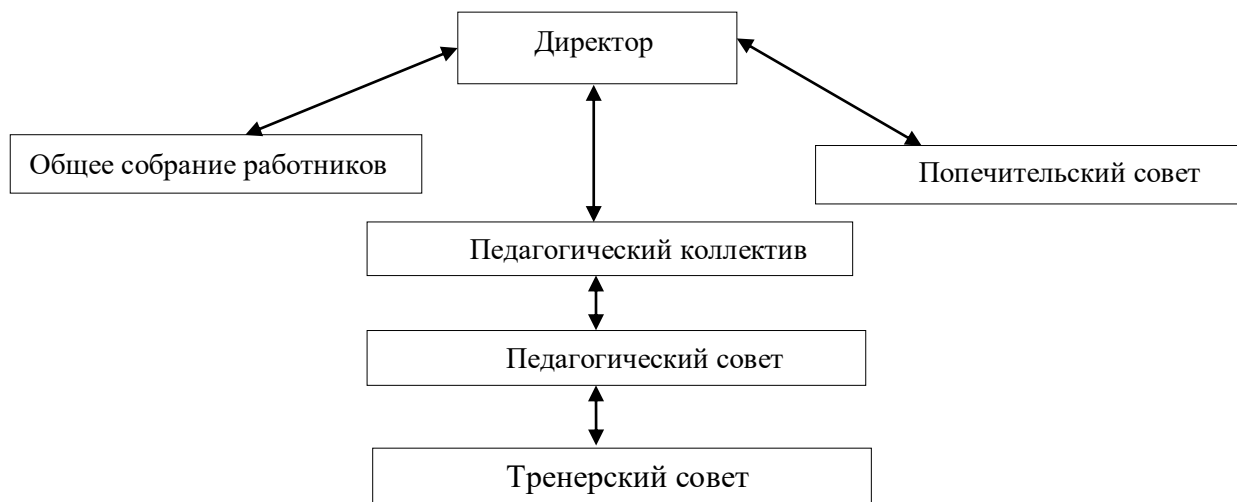 Директор
Общее собрание работников
Попечительский совет
Педагогический коллектив
Педагогический совет
Тренерский совет